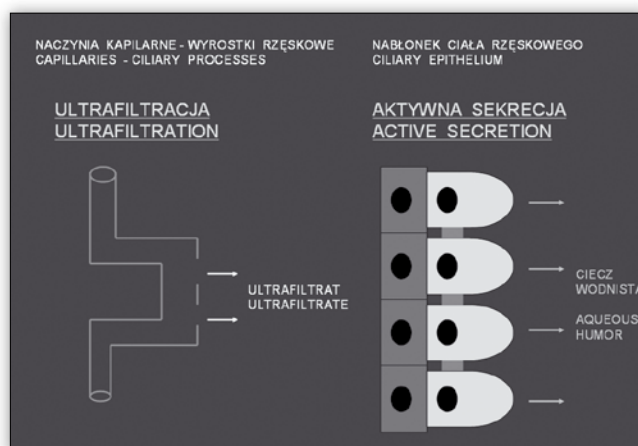 NACZYNIA KAPILARNE - WYROSTKI RZĘSKOWE
CAPILLARIES - CILIARY PROCESSES
ULTRAFILTRACJA
ULTRAFILTRATION
ULTRAFILTRAT
ULTRAFILTRATE
NABŁONEK CIAŁA RZĘSKOWEGO
CILIARY EPITHELIUM
AKTYWNA SEKRECJA
ACTIVE SECRETION
CIECZ
WODNISTA
AQUEOUS
HUMOR